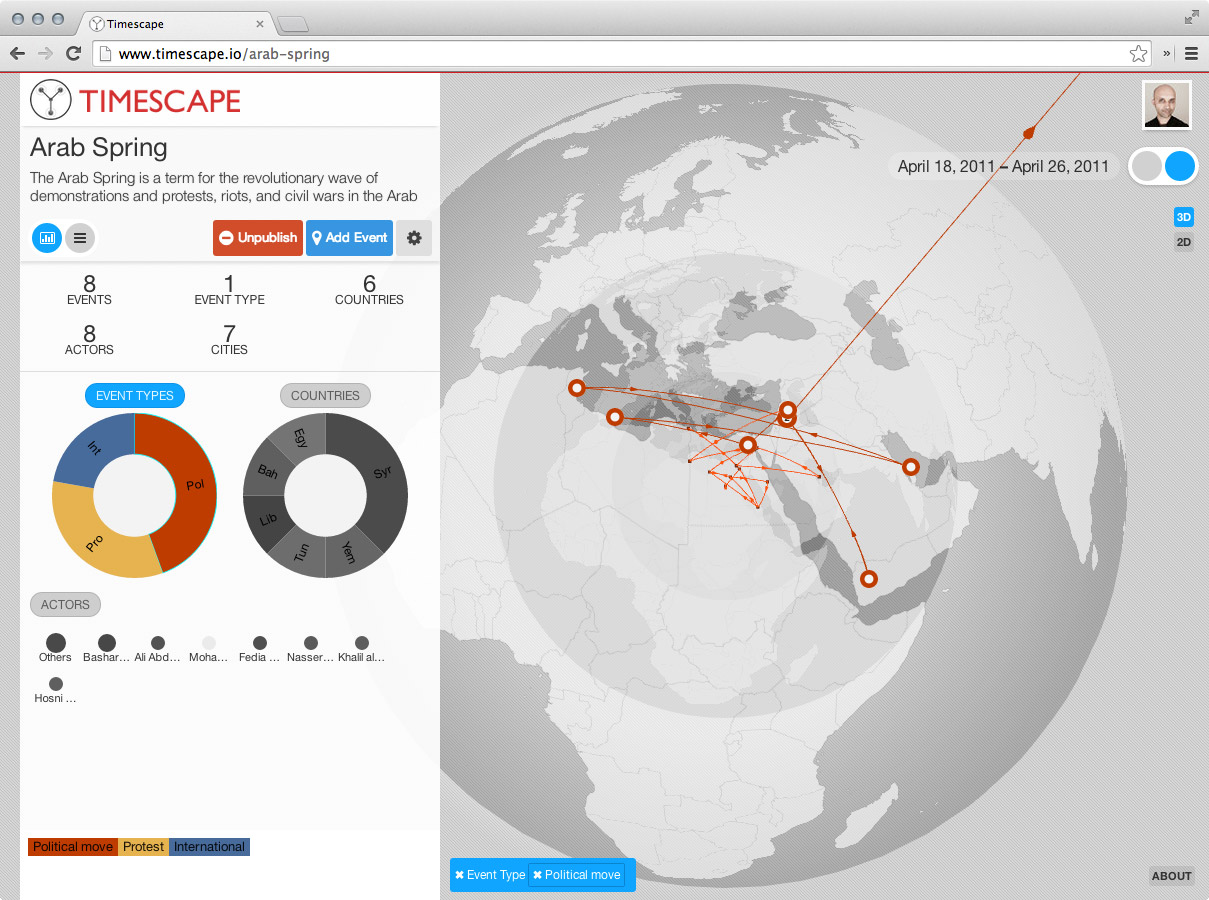 Timescape
www.timescape.io/arab-spring
TIMESCAPE
Arab Spring
The Arab Spring is a term for the revolutionary wave of
demonstrations and protests, riots, and civil wars in the Arab
Unpublish
Add Event
8
EVENTS
1
EVENT TYPE
6
COUNTRIES
8
ACTORS
7
CITIES
EVENT TYPES
COUNTRIES
Int
Pol
Pro
Egy
Bah
Syr
Lib
Tun
Yem
ACTORS
Others
Bashar…
Ali Abd…
Moha…
Fedia …
Nasser…
Khalil al…
Hosni …
Political move
Protest
International
April 18, 2011 – April 26, 2011
3D
2D
Event Type
Political move
ABOUT